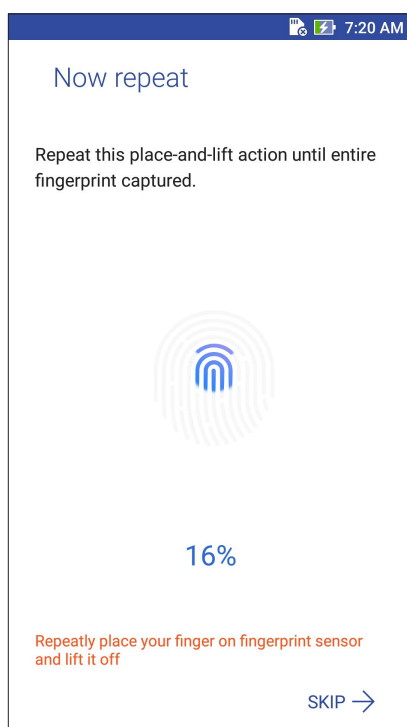 7:20 AM
Now repeat
Repeat this place-and-lift action until entire
fingerprint captured.
16%
Repeatly place your finger on fingerprint sensor
and lift it off
SKIP